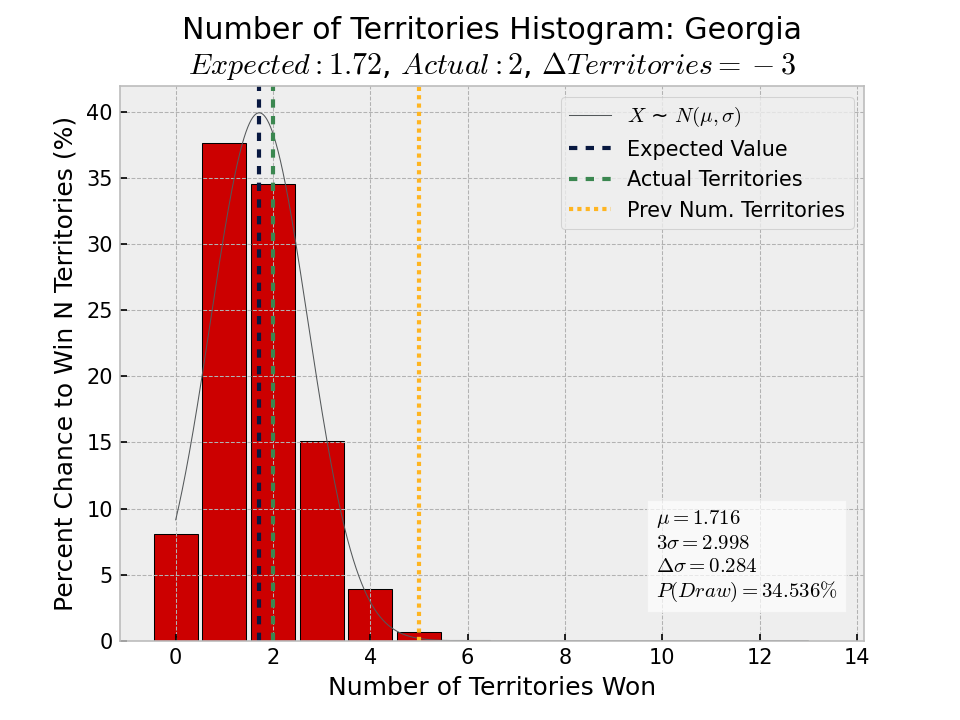 Number of Territories Histogram: Georgia
Expected : 1.72, Actual : 2, ΔTerritories = −3
Percent Chance to Win N Territories (%)
40
35
30
25
20
15
10
5
0
X ~ N(μ, σ)
Expected Value
Actual Territories
Prev Num. Territories
μ = 1.716
3σ = 2.998
Δσ = 0.284
P(Draw) = 34.536%
0 2 4 6 8 10 12 14
Number of Territories Won